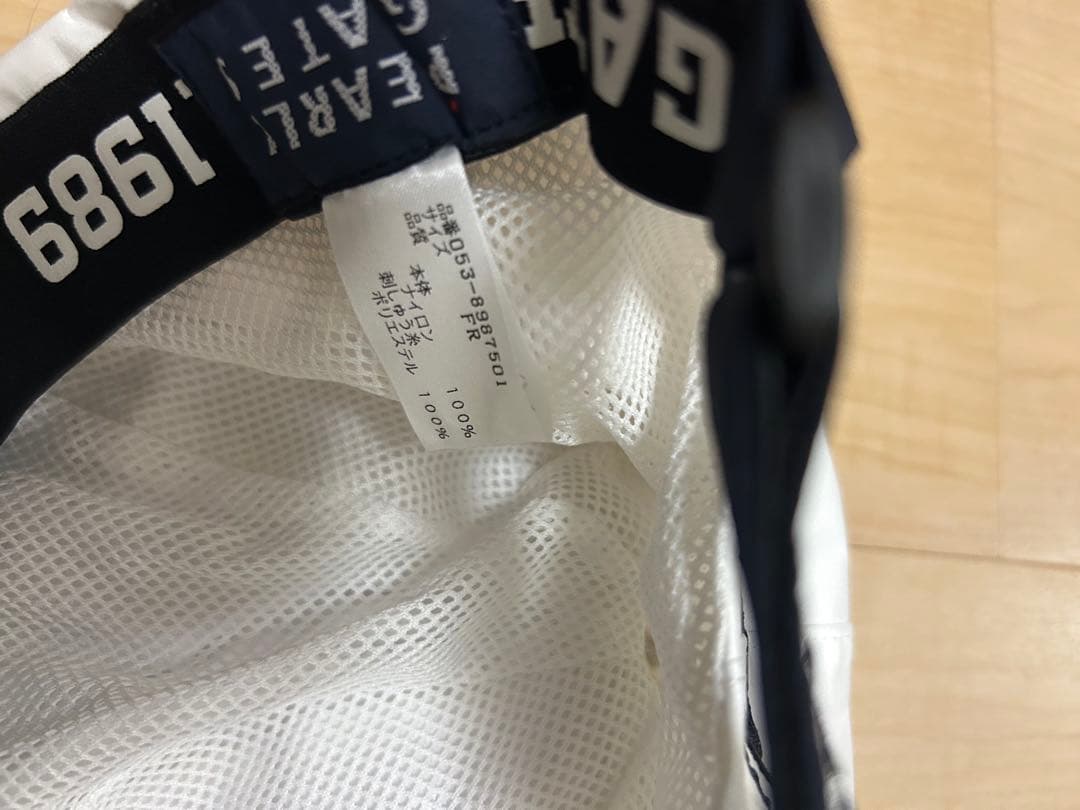 .1989
PEARLY
GATES
GA
品番053-8987501
サイズ FR
品質 本体
ナイロン 100%
刺しゅう糸
ポリエステル 100%